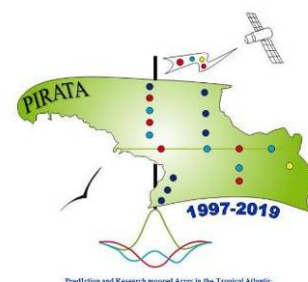 PIRATA
1997-2019
PredIction and Research moored Array in the Tropical Atlantic